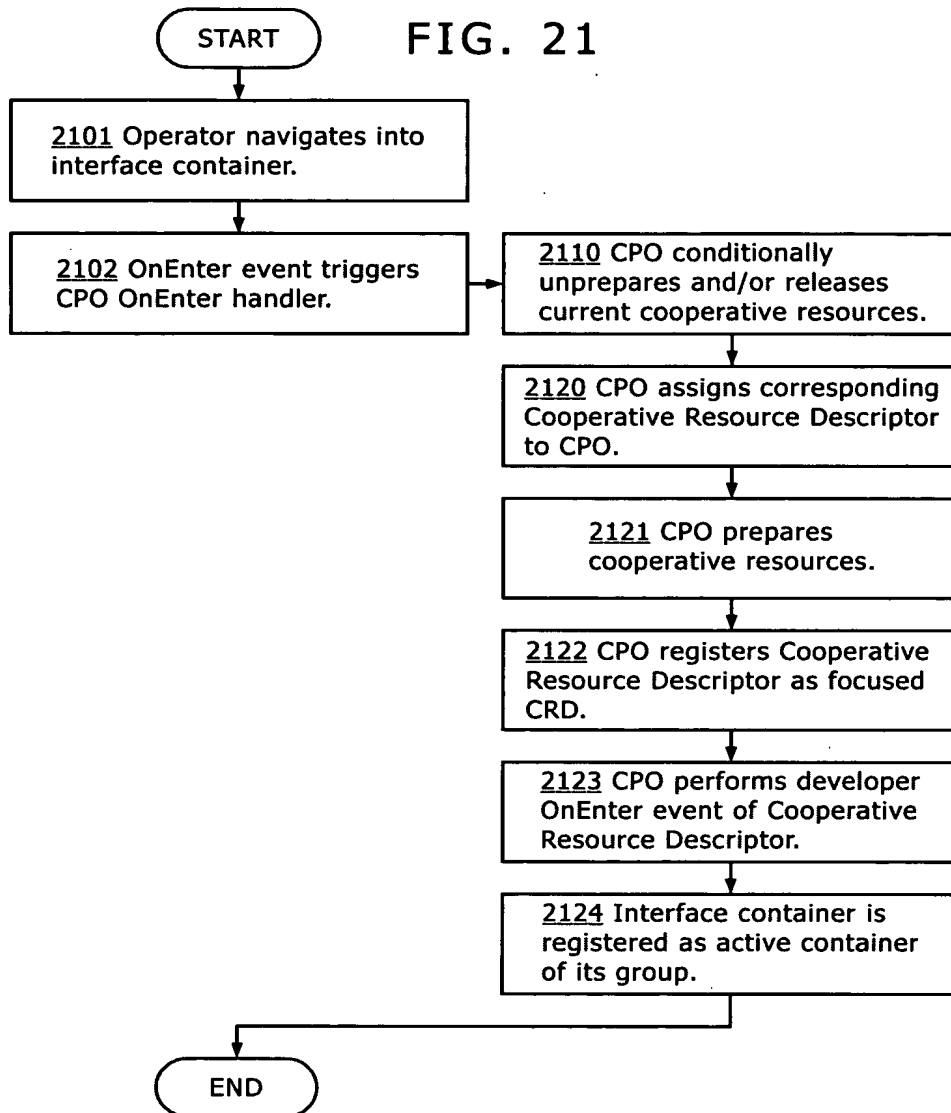 START
FIG. 21
2101 Operator navigates into
interface container.
2102 OnEnter event triggers
CPO OnEnter handler.
2110 CPO conditionally
unprepares and/or releases
current cooperative resources.
2120 CPO assigns corresponding
Cooperative Resource Descriptor
to CPO.
2121 CPO prepares
cooperative resources.
2122 CPO registers Cooperative
Resource Descriptor as focused
CRD.
2123 CPO performs developer
OnEnter event of Cooperative
Resource Descriptor.
2124 Interface container is
registered as active container
of its group.
END